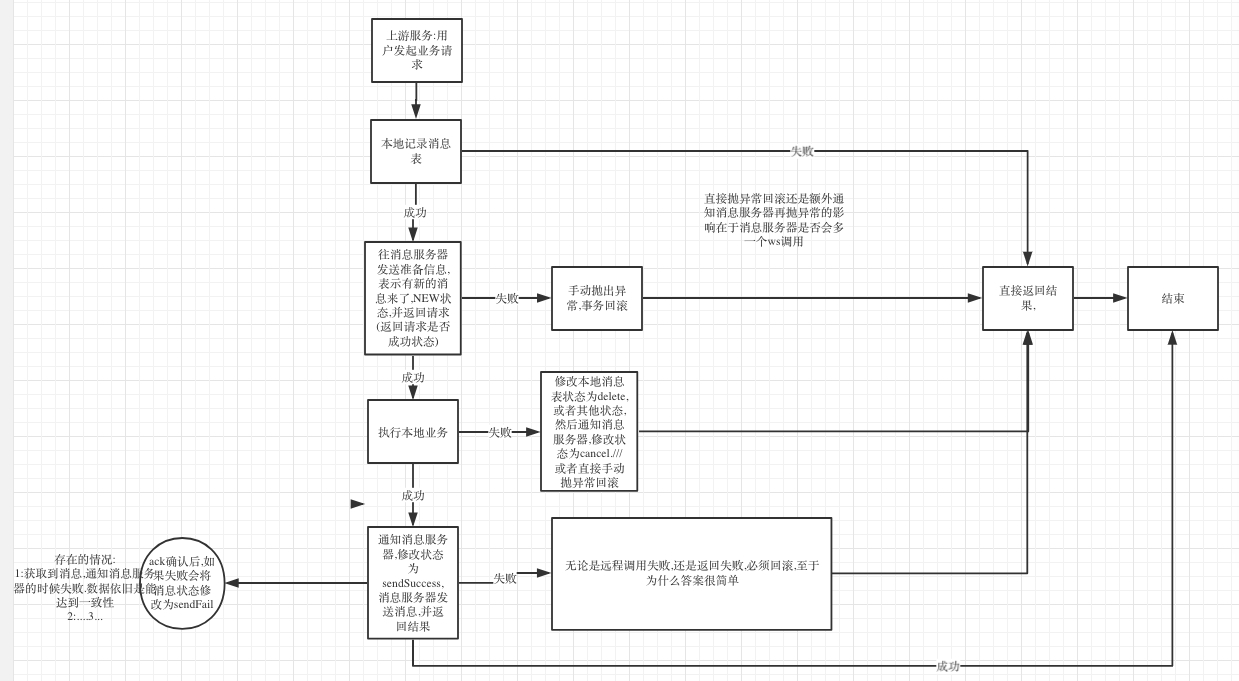 上游服务:用
户发起业务请
求
本地记录消息
表
失败
成功
直接抛异常回滚还是额外通
知消息服务器再抛异常的影
响在于消息服务器是否会多
一个ws调用
往消息服务器
发送准备信息,
表示有新的消
息来了,NEW状
态,并返回请求
(返回请求是否
成功状态)
失败
手动抛出异
常,事务回滚
直接返回结
果,
结束
成功
执行本地业务
失败
修改本地消息
表状态为delete,
或者其他状态,
然后通知消息
服务器,修改状
态为cancel.///
或者直接手动
抛异常回滚
成功
通知消息服务
器,修改状态
为
sendSuccess,
消息服务器发
送消息,并返
回结果
失败
无论是远程调用失败,还是返回失败,必须回滚,至于
为什么答案很简单
ack确认后,如
果失败会将
消息状态修
改为sendFail
存在的情况:
1:获取到消息,通知消息服务
器的时候失败.数据依旧是能
达到一致性
2:....3...
成功